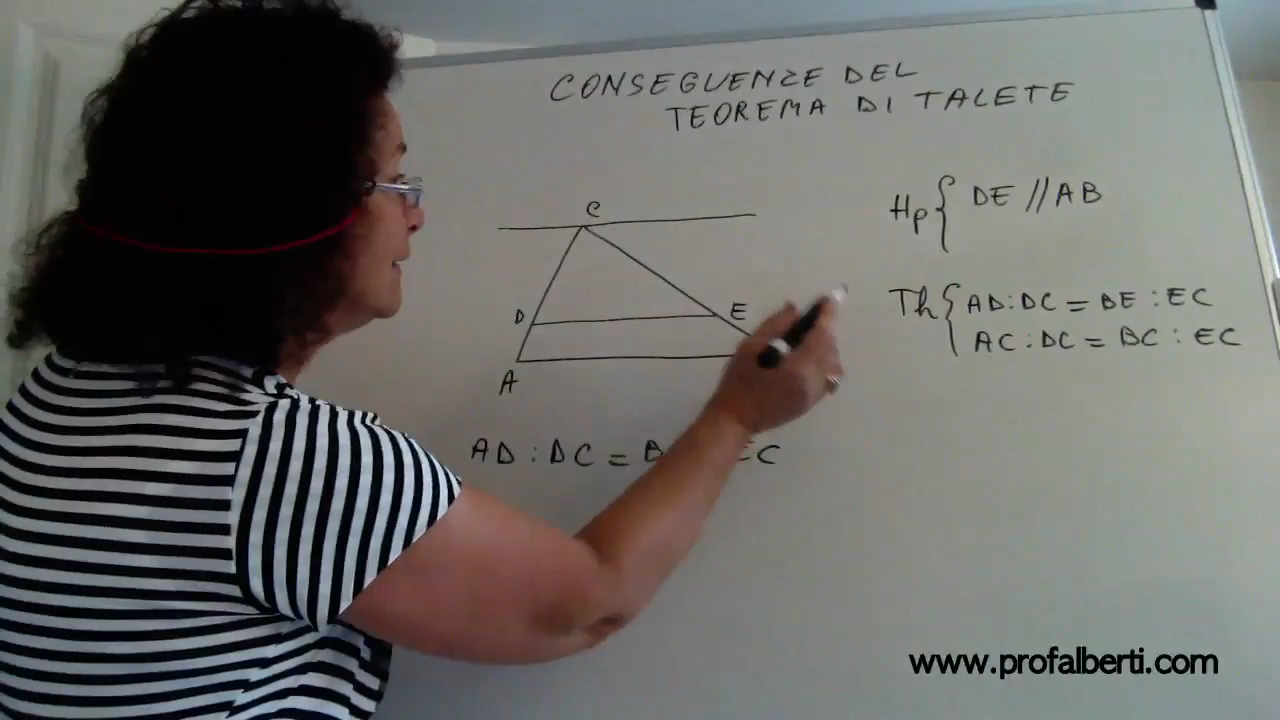 CONSEGUENZE DEL
TEOREMA DI TALETE
C
Hp { DE // AB
D
E
Th { AD : DC = BE : EC
AC : DC = BC : EC
A
AD : DC = B EC
www.profalberti.com